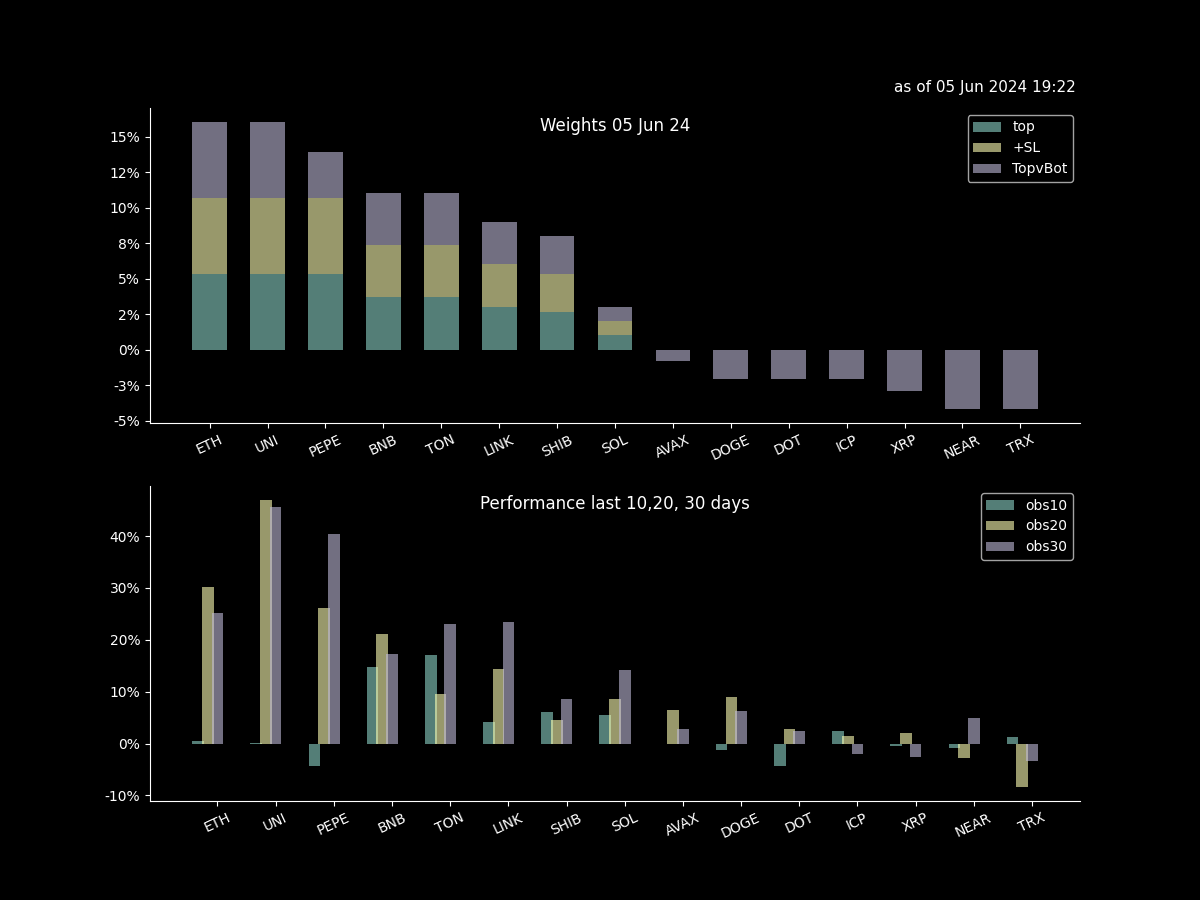 as of 05 Jun 2024 19:22
Weights 05 Jun 24
top
+SL
TopvBot
15%
12%
10%
8%
5%
2%
0%
-3%
-5%
ETH UNI PEPE BNB TON LINK SHIB SOL AVAX DOGE DOT ICP XRP NEAR TRX
Performance last 10,20, 30 days
obs10
obs20
obs30
40%
30%
20%
10%
0%
-10%
ETH UNI PEPE BNB TON LINK SHIB SOL AVAX DOGE DOT ICP XRP NEAR TRX